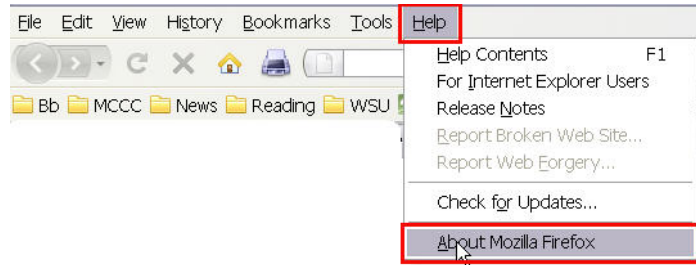 File Edit View History Bookmarks Tools Help
Help Contents F1
For Internet Explorer Users
Bb MCCC News Reading WSU
Release Notes
Report Broken Web Site...
Report Web Forgery...
Check for Updates...
About Mozilla Firefox